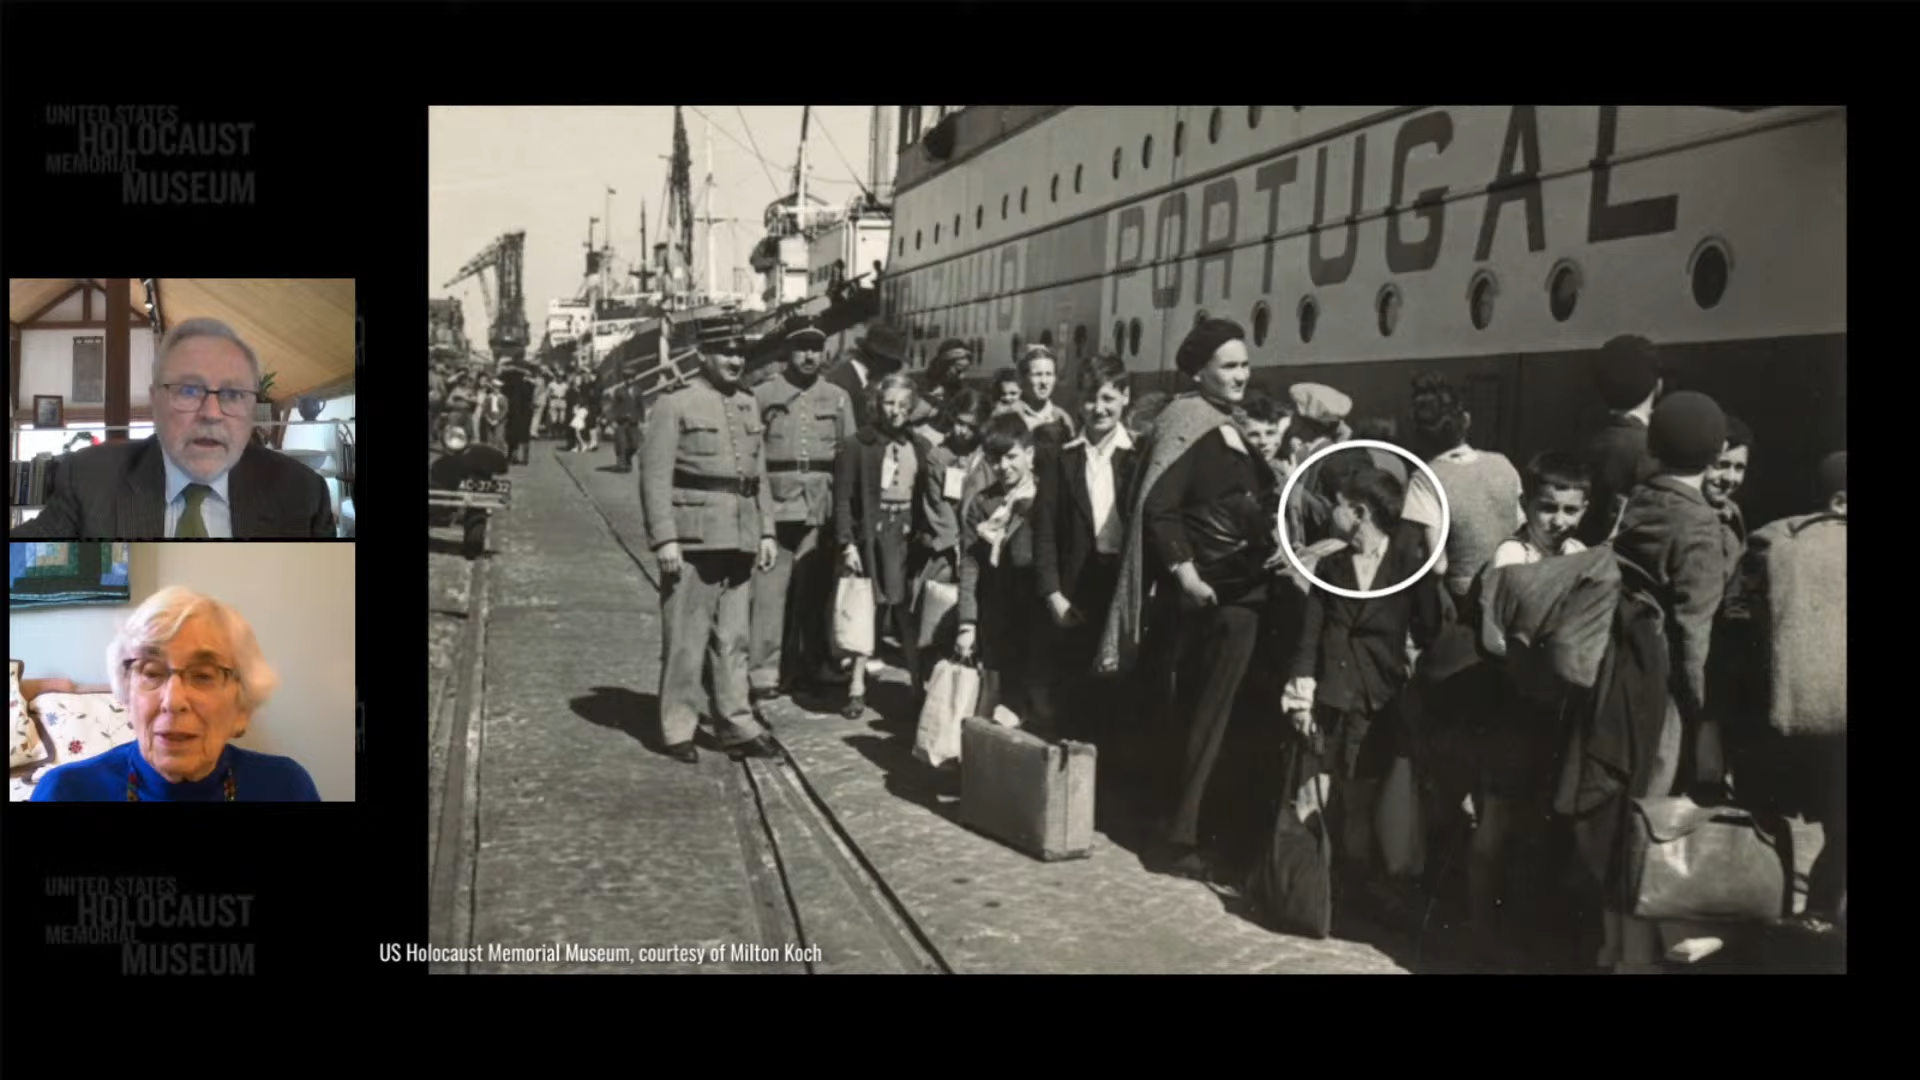 UNITED STATES
HOLOCAUST
MEMORIAL
MUSEUM
PORTUGAL
AC-37-32
US Holocaust Memorial Museum, courtesy of Milton Koch
UNITED STATES
HOLOCAUST
MEMORIAL
MUSEUM